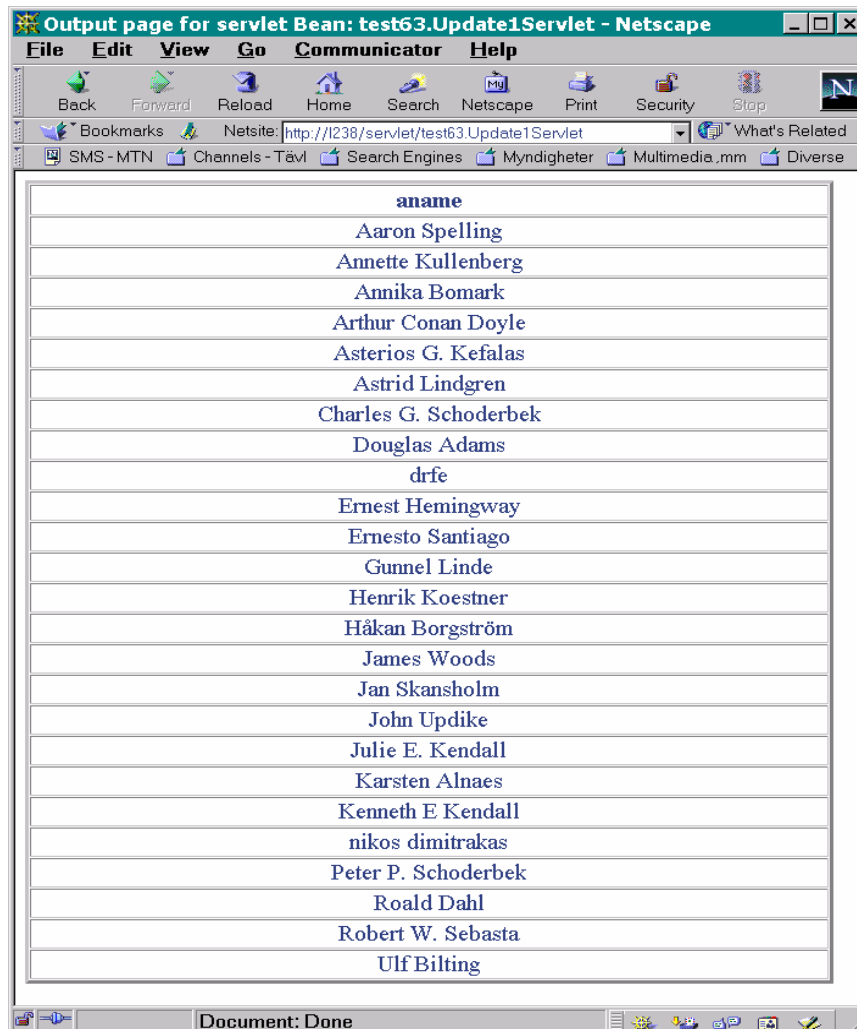 Output page for servlet Bean: test63.Update1Servlet - Netscape
File Edit View Go Communicator Help
Back Forward Reload Home Search Netscape Print Security Stop
My
N
Bookmarks Netsite: http://l238/servlet/test63.Update1Servlet What's Related
SMS - MTN Channels - Tävl Search Engines Myndigheter Multimedia ,mm Diverse
aname
Aaron Spelling
Annette Kullenberg
Annika Bomark
Arthur Conan Doyle
Asterios G. Kefalas
Astrid Lindgren
Charles G. Schoderbek
Douglas Adams
drfe
Ernest Hemingway
Ernesto Santiago
Gunnel Linde
Henrik Koestner
Håkan Borgström
James Woods
Jan Skansholm
John Updike
Julie E. Kendall
Karsten Alnaes
Kenneth E Kendall
nikos dimitrakas
Peter P. Schoderbek
Roald Dahl
Robert W. Sebasta
Ulf Bilting
Document: Done